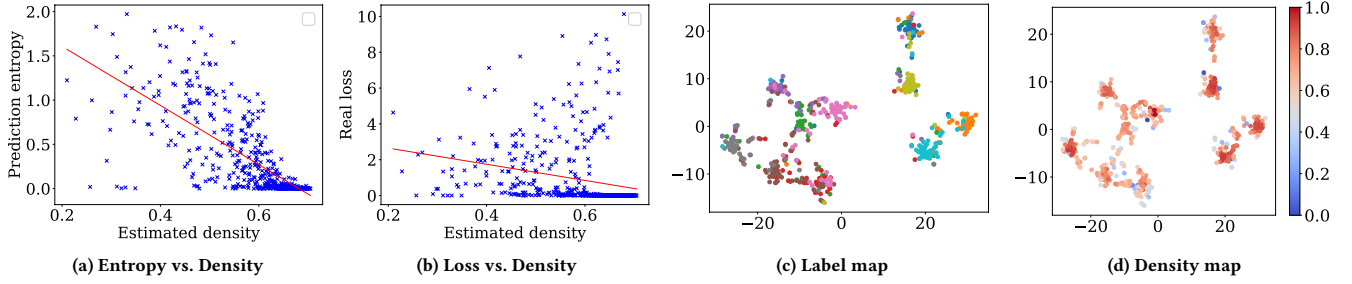 2.0
1.5
1.0
0.5
0.0
Prediction entropy
0.2 0.4 0.6
Estimated density
(a) Entropy vs. Density
10
8
6
4
2
0
Real loss
0.2 0.4 0.6
Estimated density
(b) Loss vs. Density
20
10
0
−10
−20 0 20
(c) Label map
20
10
0
−10
−20 0 20
1.0
0.8
0.6
0.4
0.2
0.0
(d) Density map